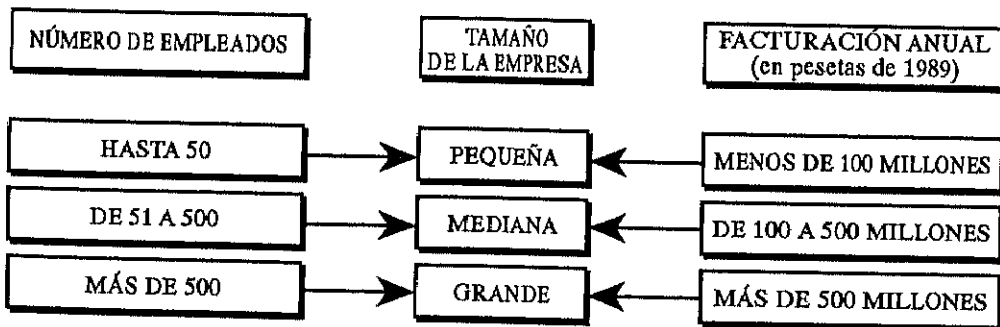 NÚMERO DE EMPLEADOS
TAMAÑO
DE LA EMPRESA
FACTURACIÓN ANUAL
(en pesetas de 1989)
HASTA 50
PEQUEÑA
MENOS DE 100 MILLONES
DE 51 A 500
MEDIANA
DE 100 A 500 MILLONES
MÁS DE 500
GRANDE
MÁS DE 500 MILLONES